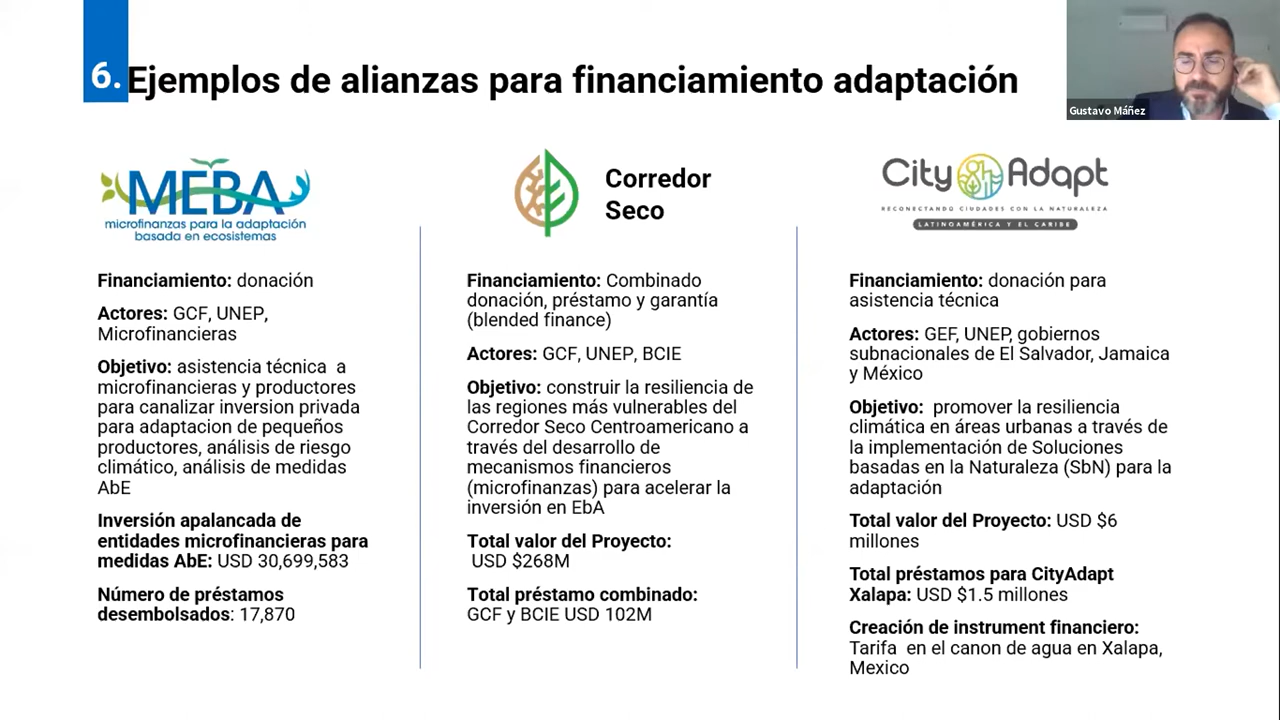 6. Ejemplos de alianzas para financiamiento adaptación
Gustavo Máñez
MEBA
microfinanzas para la adaptación
basada en ecosistemas
Financiamiento: donación
Actores: GCF, UNEP,
Microfinancieras
Objetivo: asistencia técnica a
microfinancieras y productores
para canalizar inversion privada
para adaptacion de pequeños
productores, análisis de riesgo
climático, análisis de medidas
AbE
Inversión apalancada de
entidades microfinancieras para
medidas AbE: USD 30,699,583
Número de préstamos
desembolsados: 17,870
Corredor
Seco
Financiamiento: Combinado
donación, préstamo y garantía
(blended finance)
Actores: GCF, UNEP, BCIE
Objetivo: construir la resiliencia de
las regiones más vulnerables del
Corredor Seco Centroamericano a
través del desarrollo de
mecanismos financieros
(microfinanzas) para acelerar la
inversión en EbA
Total valor del Proyecto:
USD $268M
Total préstamo combinado:
GCF y BCIE USD 102M
City Adapt
RECONECTANDO CIUDADES CON LA NATURALEZA
LATINOAMÉRICA Y EL CARIBE
Financiamiento: donación para
asistencia técnica
Actores: GEF, UNEP, gobiernos
subnacionales de El Salvador, Jamaica
y México
Objetivo: promover la resiliencia
climática en áreas urbanas a través de
la implementación de Soluciones
basadas en la Naturaleza (SbN) para la
adaptación
Total valor del Proyecto: USD $6
millones
Total préstamos para CityAdapt
Xalapa: USD $1.5 millones
Creación de instrument financiero:
Tarifa en el canon de agua en Xalapa,
Mexico